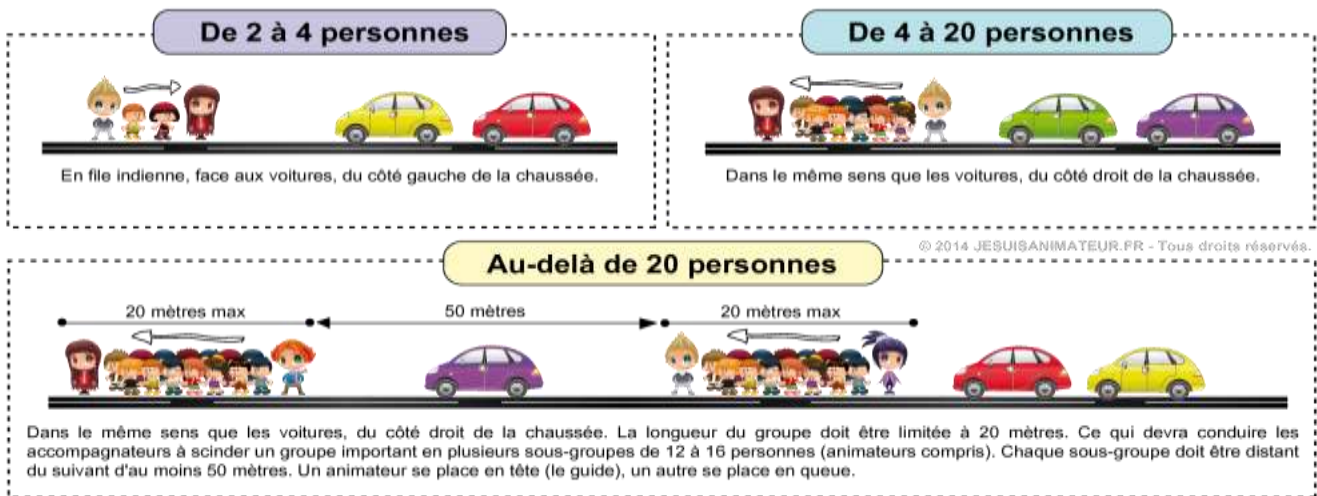 De 2 à 4 personnes
De 4 à 20 personnes
En file indienne, face aux voitures, du côté gauche de la chaussée.
Dans le même sens que les voitures, du côté droit de la chaussée.
© 2014 JESUISANIMATEUR.FR - Tous droits réservés.
Au-delà de 20 personnes
20 mètres max
50 mètres
20 mètres max
Dans le même sens que les voitures, du côté droit de la chaussée. La longueur du groupe doit être limitée à 20 mètres. Ce qui devra conduire les
accompagnateurs à scinder un groupe important en plusieurs sous-groupes de 12 à 16 personnes (animateurs compris). Chaque sous-groupe doit être distant
du suivant d'au moins 50 mètres. Un animateur se place en tête (le guide), un autre se place en queue.